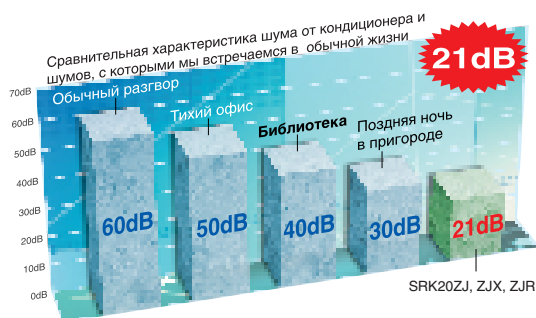 Сравнительная характеристика шума от кондиционера и
шумов, с которыми мы встречаемся в обычной жизни
21dB
70dB
60dB
50dB
40dB
30dB
20dB
10dB
0dB
Обычный разгвор
Тихий офис
Библиотека
Поздняя ночь
в пригороде
60dB
50dB
40dB
30dB
21dB
SRK20ZJ, ZJX, ZJR